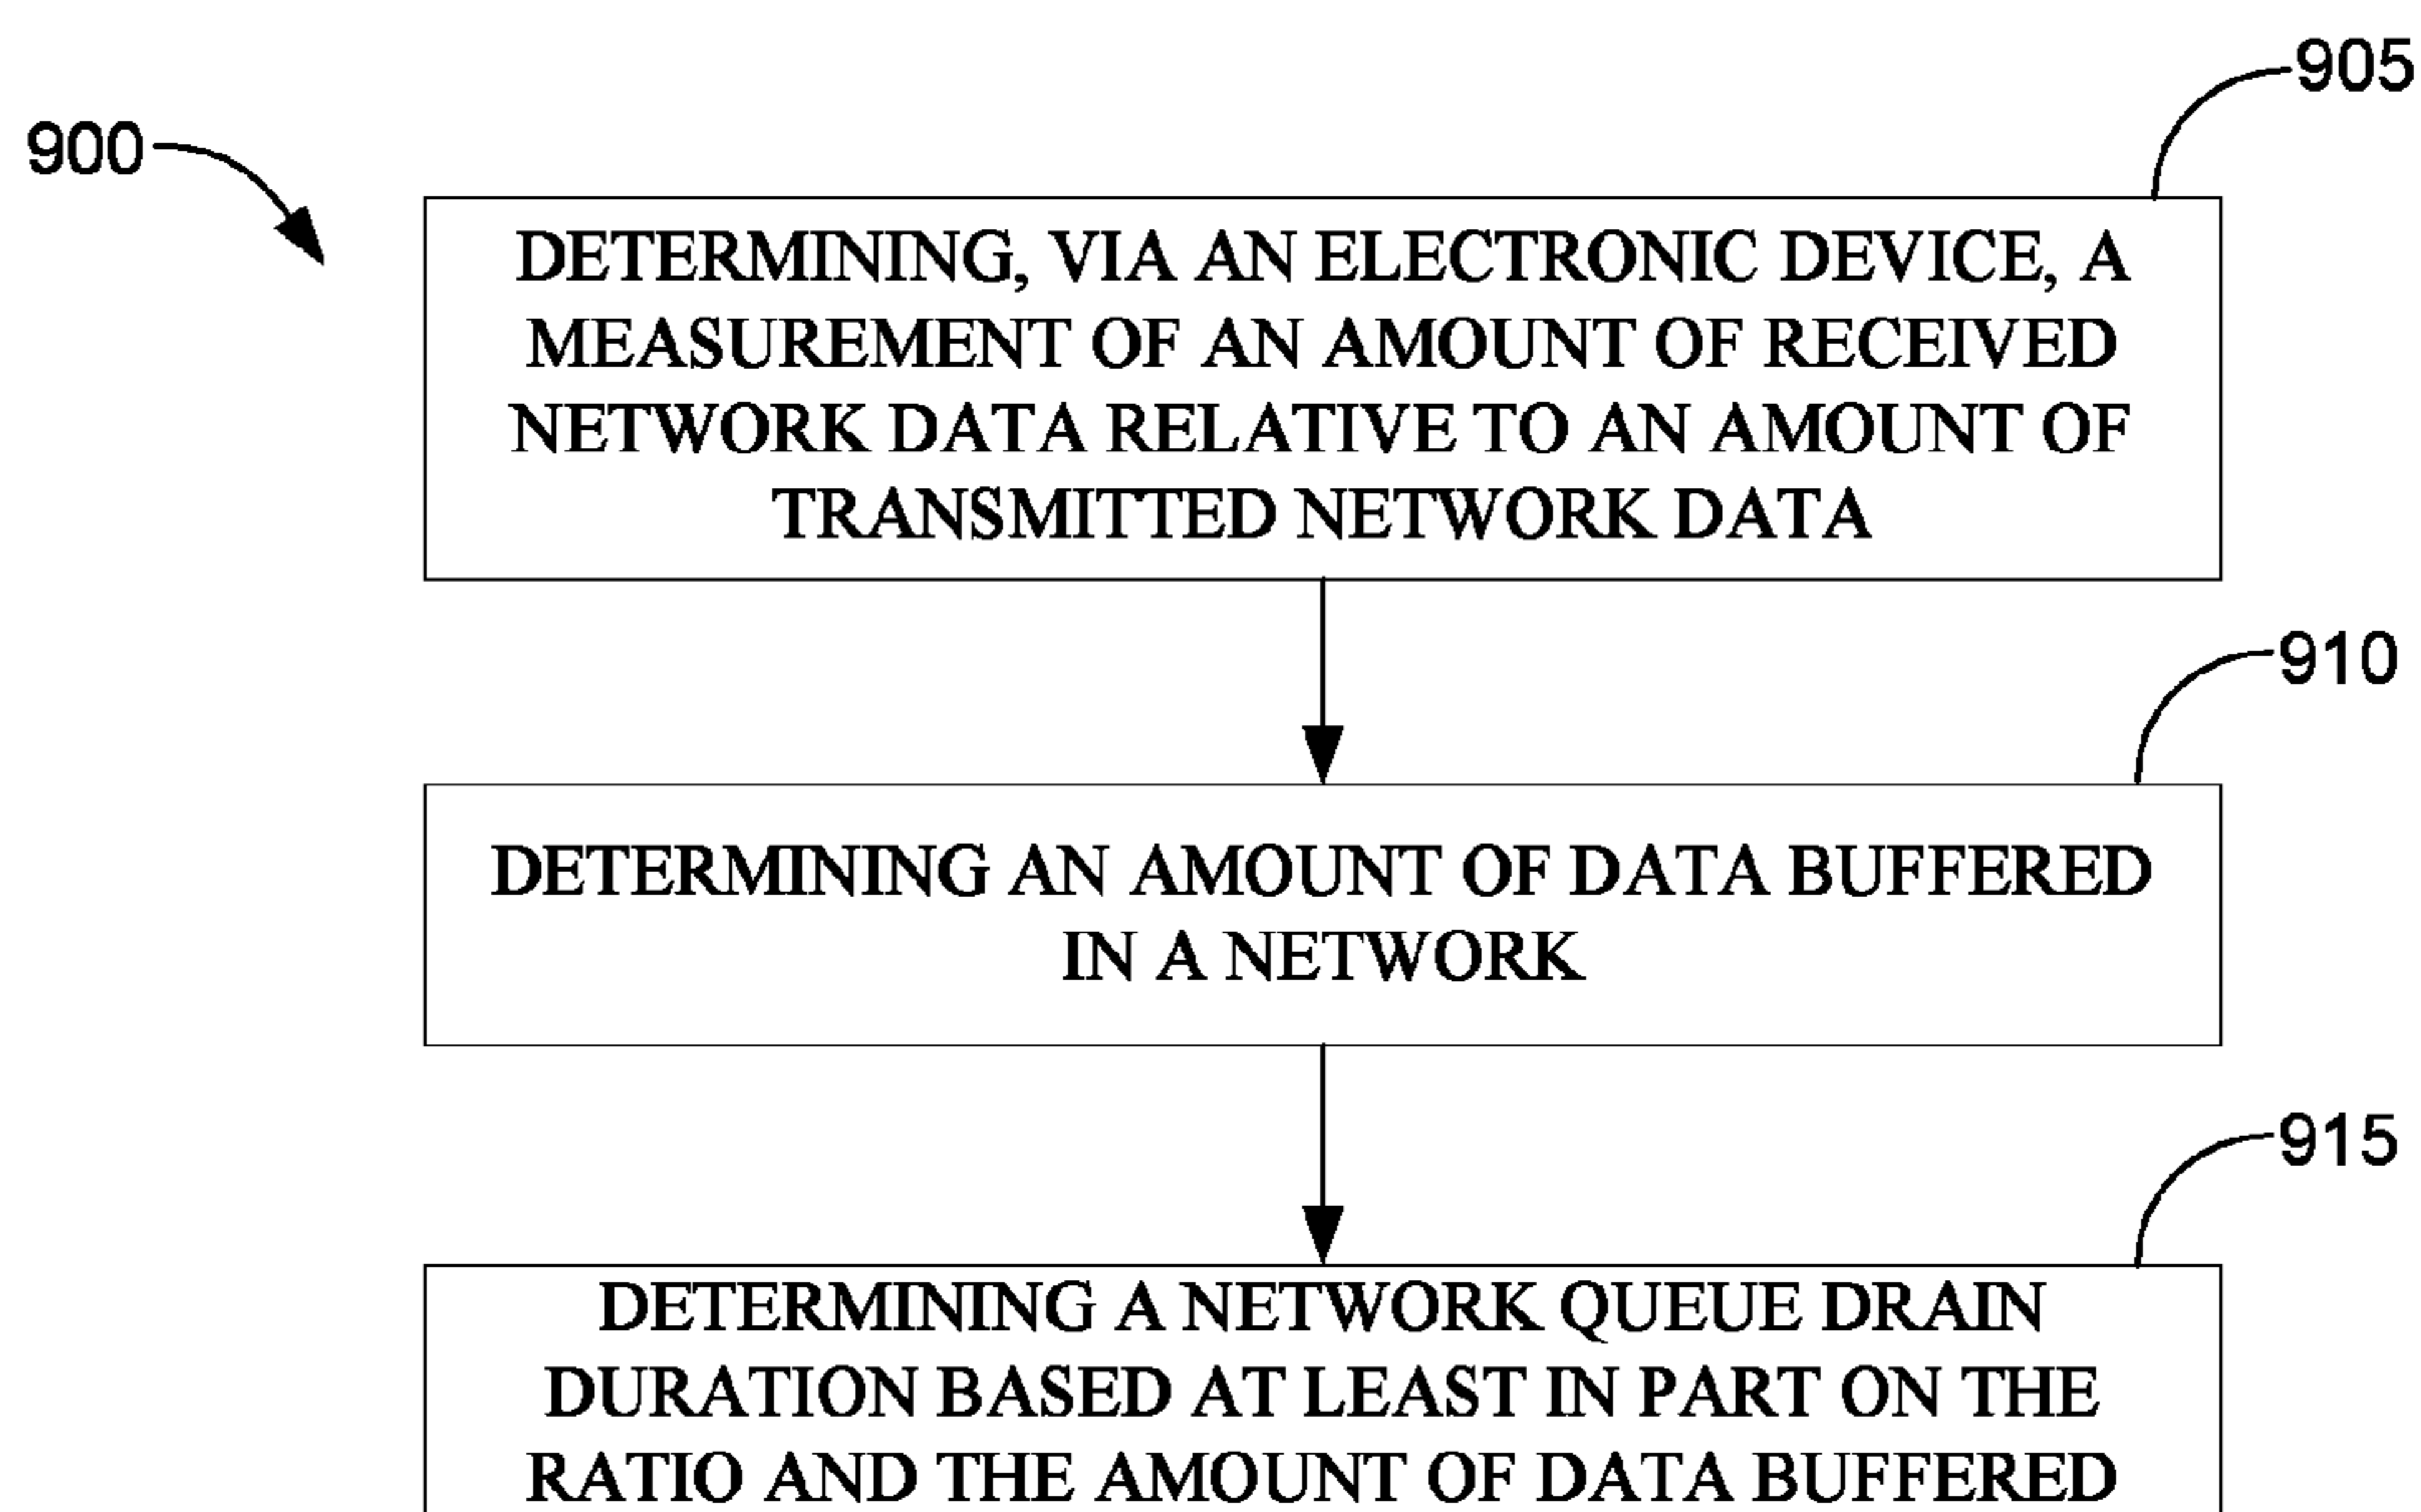 905
900
DETERMINING, VIA AN ELECTRONIC DEVICE, A
MEASUREMENT OF AN AMOUNT OF RECEIVED
NETWORK DATA RELATIVE TO AN AMOUNT OF
TRANSMITTED NETWORK DATA
910
DETERMINING AN AMOUNT OF DATA BUFFERED
IN A NETWORK
915
DETERMINING A NETWORK QUEUE DRAIN
DURATION BASED AT LEAST IN PART ON THE
RATIO AND THE AMOUNT OF DATA BUFFERED